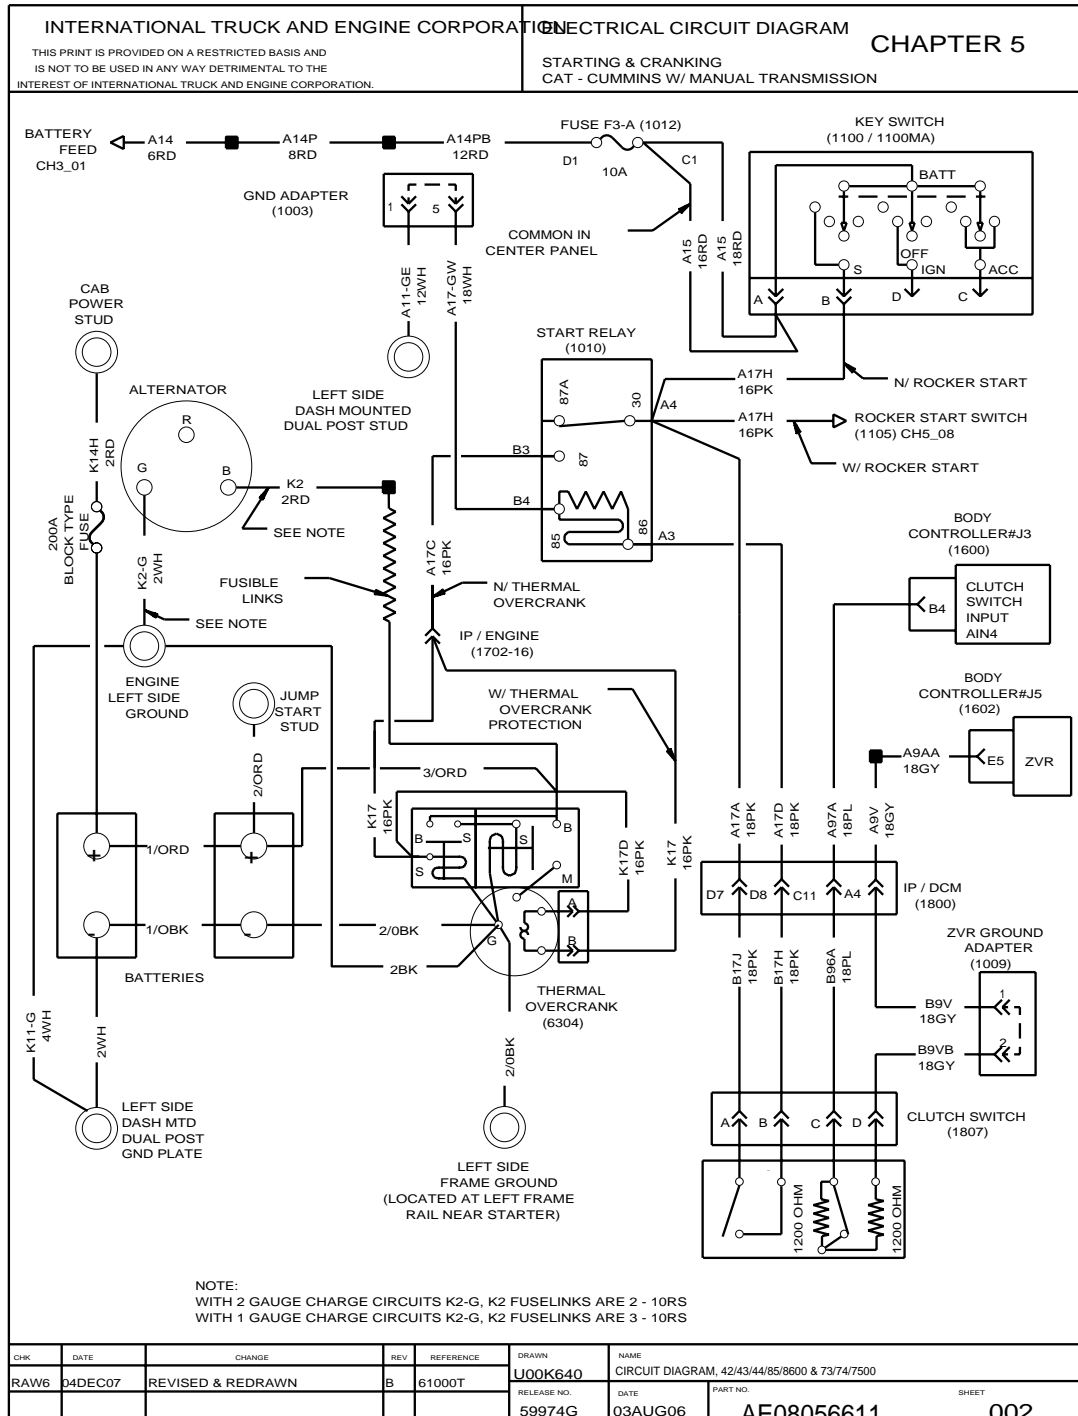 INTERNATIONAL TRUCK AND ENGINE CORPORATION
THIS PRINT IS PROVIDED ON A RESTRICTED BASIS AND
IS NOT TO BE USED IN ANY WAY DETRIMENTAL TO THE
INTEREST OF INTERNATIONAL TRUCK AND ENGINE CORPORATION.
ELECTRICAL CIRCUIT DIAGRAM
CHAPTER 5
STARTING & CRANKING
CAT - CUMMINS W/ MANUAL TRANSMISSION
BATTERY
FEED
CH3_01
A14
6RD
A14P
8RD
A14PB
12RD
FUSE F3-A (1012)
D1
10A
C1
KEY SWITCH
(1100 / 1100MA)
BATT
OFF
S
IGN
ACC
A
B
D
C
GND ADAPTER
(1003)
1
5
COMMON IN
CENTER PANEL
A15
16RD
A15
18RD
A11-GE
12WH
A17-GW
18WH
CAB
POWER
STUD
LEFT SIDE
DASH MOUNTED
DUAL POST STUD
START RELAY
(1010)
87A
30
A4
A17H
16PK
N/ ROCKER START
A17H
16PK
ROCKER START SWITCH
(1105) CH5_08
W/ ROCKER START
B3
87
B4
85
86
A3
ALTERNATOR
R
G
B
K14H
2RD
200A
BLOCK TYPE
FUSE
K2
2RD
SEE NOTE
K2-G
2WH
FUSIBLE
LINKS
SEE NOTE
A17C
16PK
N/ THERMAL
OVERCRANK
IP / ENGINE
(1702-16)
W/ THERMAL
OVERCRANK
PROTECTION
BODY
CONTROLLER#J3
(1600)
B4
CLUTCH
SWITCH
INPUT
AIN4
BODY
CONTROLLER#J5
(1602)
A9AA
18GY
E5
ZVR
ENGINE
LEFT SIDE
GROUND
JUMP
START
STUD
2/ORD
3/ORD
K17
16PK
B
S
S
B
S
M
K17D
16PK
K17
16PK
A17A
18PK
A17D
18PK
A97A
18PL
A9V
18GY
1/ORD
+
+
1/OBK
-
-
2/0BK
2BK
G
A
B
BATTERIES
D7
D8
C11
A4
IP / DCM
(1800)
ZVR GROUND
ADAPTER
(1009)
1
2
B9V
18GY
B9VB
18GY
B17J
18PK
B17H
18PK
B96A
18PL
THERMAL
OVERCRANK
(6304)
K11-G
4WH
2WH
2/0BK
LEFT SIDE
DASH MTD
DUAL POST
GND PLATE
LEFT SIDE
FRAME GROUND
(LOCATED AT LEFT FRAME
RAIL NEAR STARTER)
A
B
C
D
CLUTCH SWITCH
(1807)
1200 OHM
1200 OHM
NOTE:
WITH 2 GAUGE CHARGE CIRCUITS K2-G, K2 FUSELINKS ARE 2 - 10RS
WITH 1 GAUGE CHARGE CIRCUITS K2-G, K2 FUSELINKS ARE 3 - 10RS
CHK DATE CHANGE REV REFERENCE
RAW6 04DEC07 REVISED & REDRAWN B 61000T
DRAWN
U00K640
NAME
CIRCUIT DIAGRAM, 42/43/44/85/8600 & 73/74/7500
RELEASE NO.
59974G
DATE
03AUG06
PART NO.
AE08056611
SHEET
002